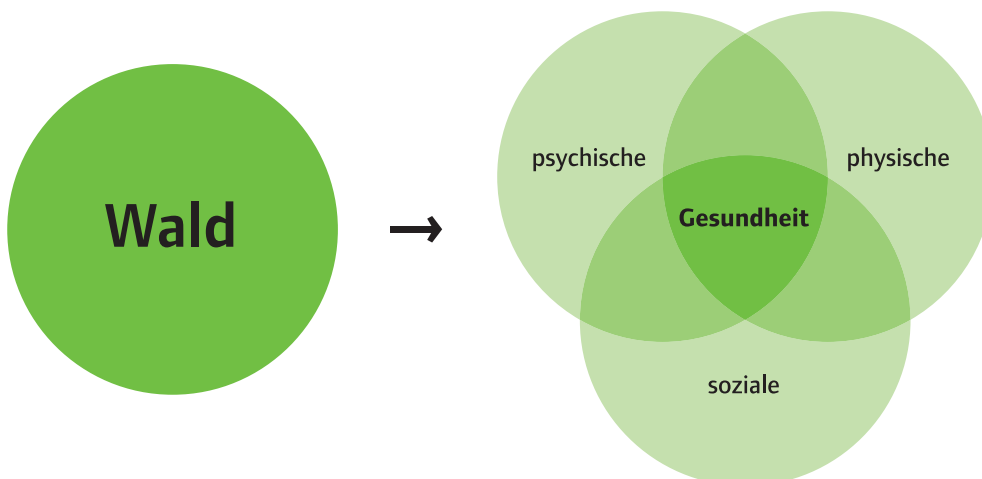 Wald
psychische
physische
Gesundheit
soziale